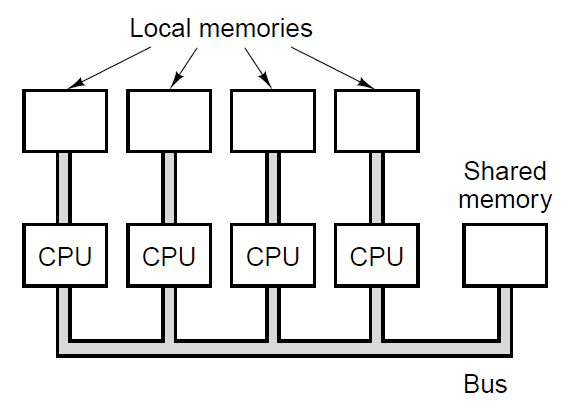 Local memories
Shared
memory
CPU
CPU
CPU
CPU
Bus